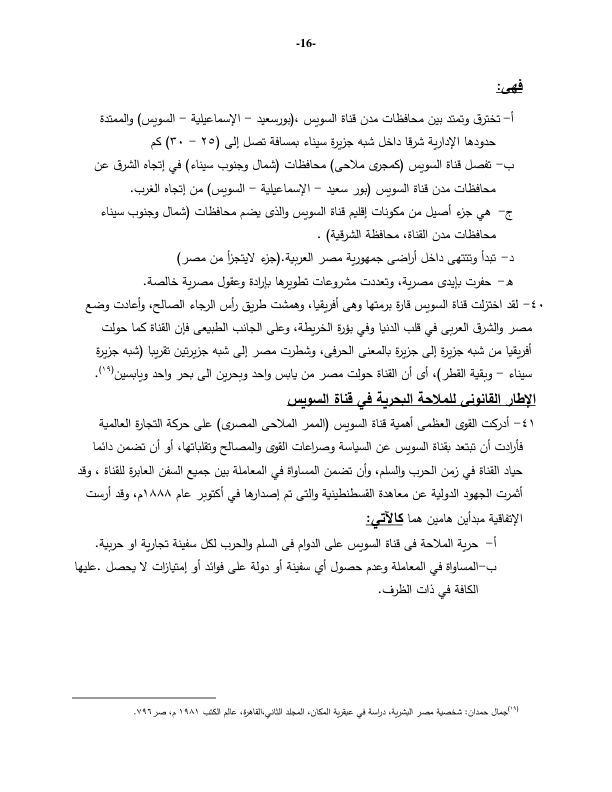 -16-
فهى:
أ- تخترق وتمتد بين محافظات مدن قناة السويس ،(بورسعيد – الإسماعيلية – السويس) والممتدة
حدودها الإدارية شرقا داخل شبه جزيرة سيناء بمسافة تصل إلى (٢٥ – ٣٠) كم
ب- تفصل قناة السويس (كمجرى ملاحى) محافظات (شمال وجنوب سيناء) في إتجاه الشرق عن
محافظات مدن قناة السويس (بور سعيد – الإسماعيلية – السويس) من إتجاه الغرب.
ج- هي جزء أصيل من مكونات إقليم قناة السويس والذى يضم محافظات (شمال وجنوب سيناء
محافظات مدن القناة، محافظة الشرقية) .
د- تبدأ وتنتهى داخل أراضى جمهورية مصر العربية.(جزء لايتجزأ من مصر)
هـ- حفرت بإيدى مصرية، وتعددت مشروعات تطويرها بإرادة وعقول مصرية خالصة.
٤٠- لقد اختزلت قناة السويس قارة برمتها وهى أفريقيا، وهمشت طريق رأس الرجاء الصالح، وأعادت وضع
مصر والشرق العربى في قلب الدنيا وفي بؤرة الخريطة، وعلى الجانب الطبيعى فإن القناة كما حولت
أفريقيا من شبه جزيرة إلى جزيرة بالمعنى الحرفى، وشطرت مصر إلى شبه جزيرتين تقريبا (شبه جزيرة
سيناء – وبقية القطر)، أى أن القناة حولت مصر من يابس واحد وبحرين الى بحر واحد ويابسين(١٩).
الإطار القانونى للملاحة البحرية في قناة السويس
٤١- أدركت القوى العظمى أهمية قناة السويس (الممر الملاحى المصرى) على حركة التجارة العالمية
فأرادت أن تبتعد بقناة السويس عن السياسة وصراعات القوى والمصالح وتقلباتها، أو أن تضمن دائما
حياد القناة في زمن الحرب والسلم، وأن تضمن المساواة في المعاملة بين جميع السفن العابرة للقناة ، وقد
أثمرت الجهود الدولية عن معاهدة القسطنطينية والتى تم إصدارها في أكتوبر عام ١٨٨٨م، وقد أرست
الإتفاقية مبدأين هامين هما كالآتي:
أ- حرية الملاحة فى قناة السويس على الدوام فى السلم والحرب لكل سفينة تجارية او حربية.
ب-المساواة في المعاملة وعدم حصول أي سفينة أو دولة على فوائد أو إمتيازات لا يحصل .عليها
الكافة في ذات الظرف.
(١٩)جمال حمدان: شخصية مصر البشرية، دراسة في عبقرية المكان، المجلد الثاني،القاهرة، عالم الكتب ١٩٨١ م، صر٧٩٦.